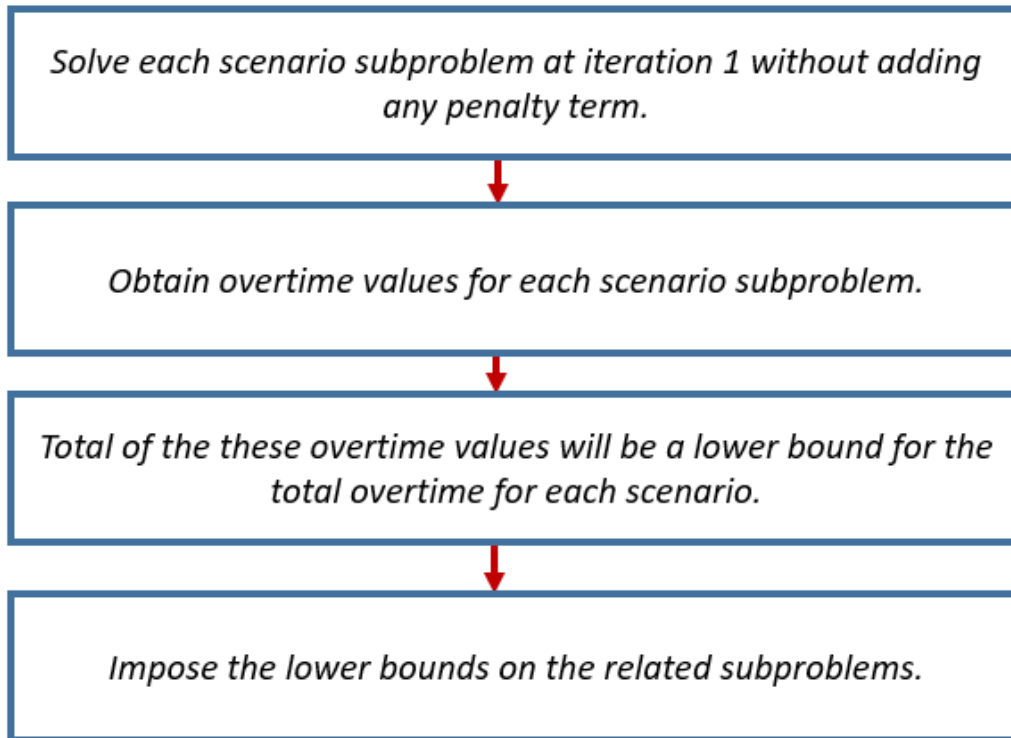 Solve each scenario subproblem at iteration 1 without adding
any penalty term.
Obtain overtime values for each scenario subproblem.
Total of the these overtime values will be a lower bound for the
total overtime for each scenario.
Impose the lower bounds on the related subproblems.